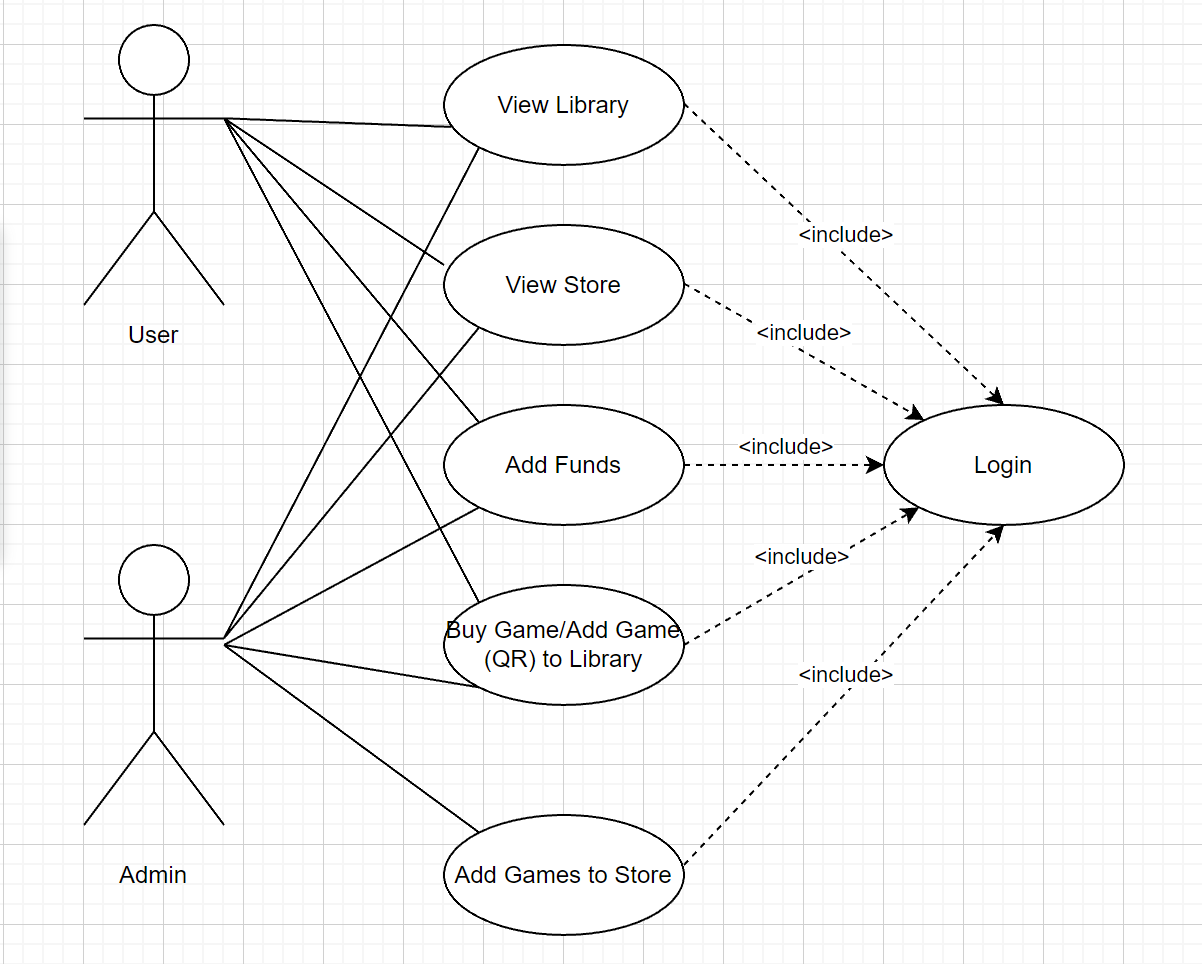 View Library
<include>
View Store
User
<include>
<include>
Add Funds
Login
<include>
Buy Game/Add Game
(QR) to Library
<include>
Admin
Add Games to Store